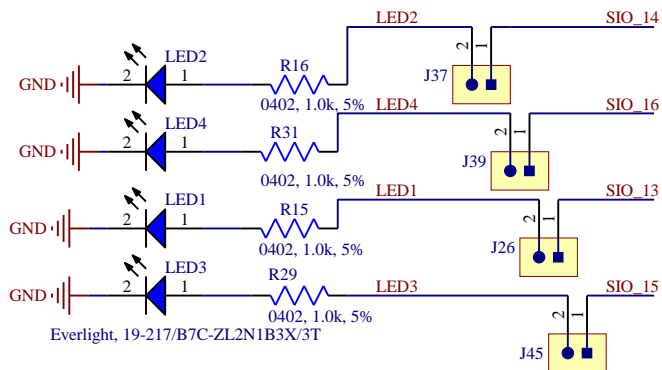 LED2 SIO_14
LED2 R16 2 1
GND 2 1 J37
0402, 1.0k, 5%
LED4 SIO_16
LED4 R31 2 1
GND 2 1 J39
0402, 1.0k, 5%
LED1 SIO_13
LED1 R15 2 1
GND 2 1 J26
0402, 1.0k, 5%
LED3 R29
LED3 SIO_15
GND 2 1 2 1
0402, 1.0k, 5%
Everlight, 19-217/B7C-ZL2N1B3X/3T J45